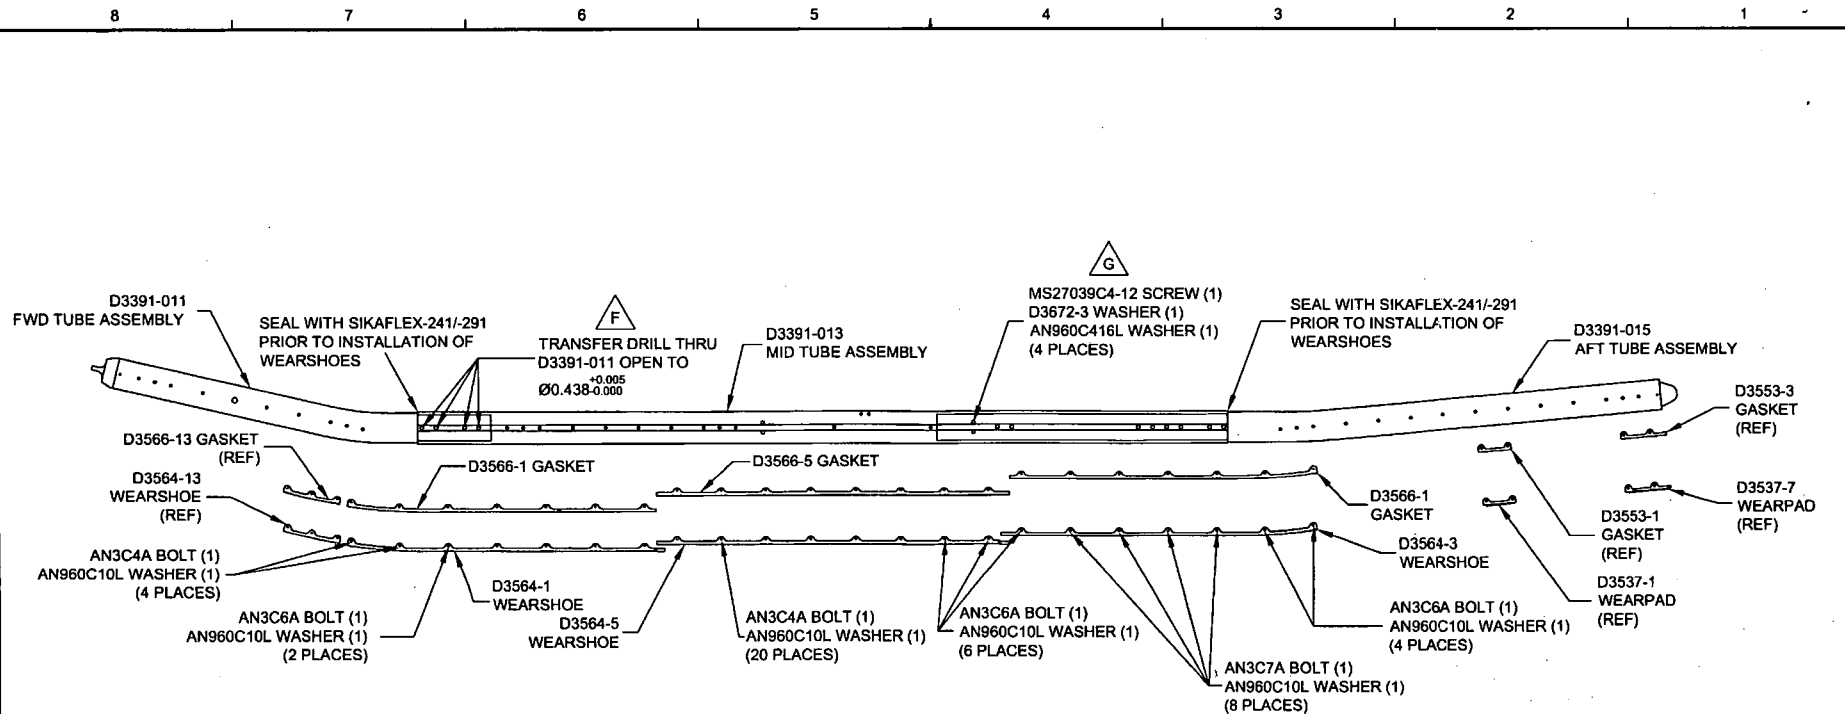 8 7 6 5 4 3 2 1
G
MS27039C4-12 SCREW (1)
D3672-3 WASHER (1)
AN960C416L WASHER (1)
(4 PLACES)
D3391-011
FWD TUBE ASSEMBLY
SEAL WITH SIKAFLEX-241/-291
PRIOR TO INSTALLATION OF
WEARSHOES
F
TRANSFER DRILL THRU
D3391-011 OPEN TO
Ø0.438 +0.005 -0.000
D3391-013
MID TUBE ASSEMBLY
SEAL WITH SIKAFLEX-241/-291
PRIOR TO INSTALLATION OF
WEARSHOES
D3391-015
AFT TUBE ASSEMBLY
D3553-3
GASKET
(REF)
D3566-13 GASKET
(REF)
D3566-1 GASKET
D3566-5 GASKET
D3564-13
WEARSHOE
(REF)
D3566-1
GASKET
D3537-7
WEARPAD
(REF)
D3553-1
GASKET
(REF)
D3564-3
WEARSHOE
AN3C4A BOLT (1)
AN960C10L WASHER (1)
(4 PLACES)
D3564-1
WEARSHOE
D3537-1
WEARPAD
(REF)
AN3C6A BOLT (1)
AN960C10L WASHER (1)
(2 PLACES)
D3564-5
WEARSHOE
AN3C4A BOLT (1)
AN960C10L WASHER (1)
(20 PLACES)
AN3C6A BOLT (1)
AN960C10L WASHER (1)
(6 PLACES)
AN3C6A BOLT (1)
AN960C10L WASHER (1)
(4 PLACES)
AN3C7A BOLT (1)
AN960C10L WASHER (1)
(8 PLACES)